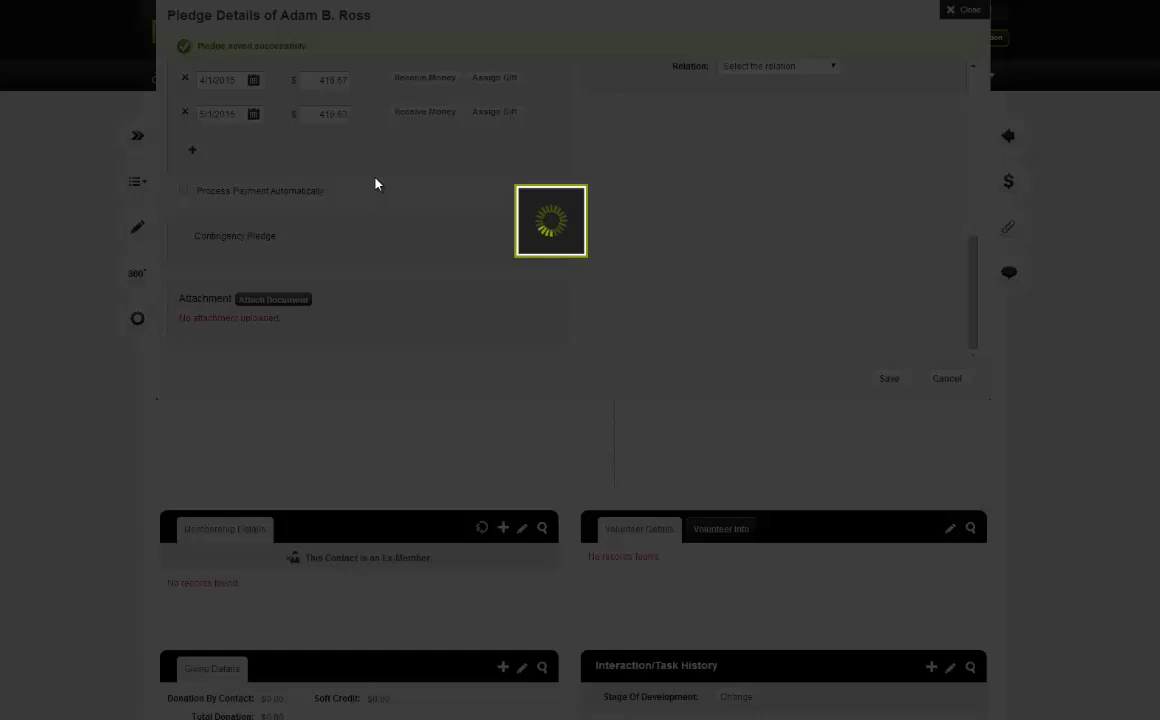 Pledge Details of Adam B. Ross
Close
Pledge saved successfully.
4/1/2015 $ 416.67 Receive Money Assign Gift
5/1/2015 $ 416.63 Receive Money Assign Gift
Relation: Select the relation
Process Payment Automatically
Contingency Pledge
Attachment Attach Document
No attachment uploaded.
360°
Save Cancel
Membership Details
This Contact is an Ex-Member.
No records found.
Volunteer Details Volunteer Info
No records found.
Giving Details
Donation By Contact: $0.00 Soft Credit: $0.00
Total Donation: $0.00
Interaction/Task History
Stage Of Development: Change